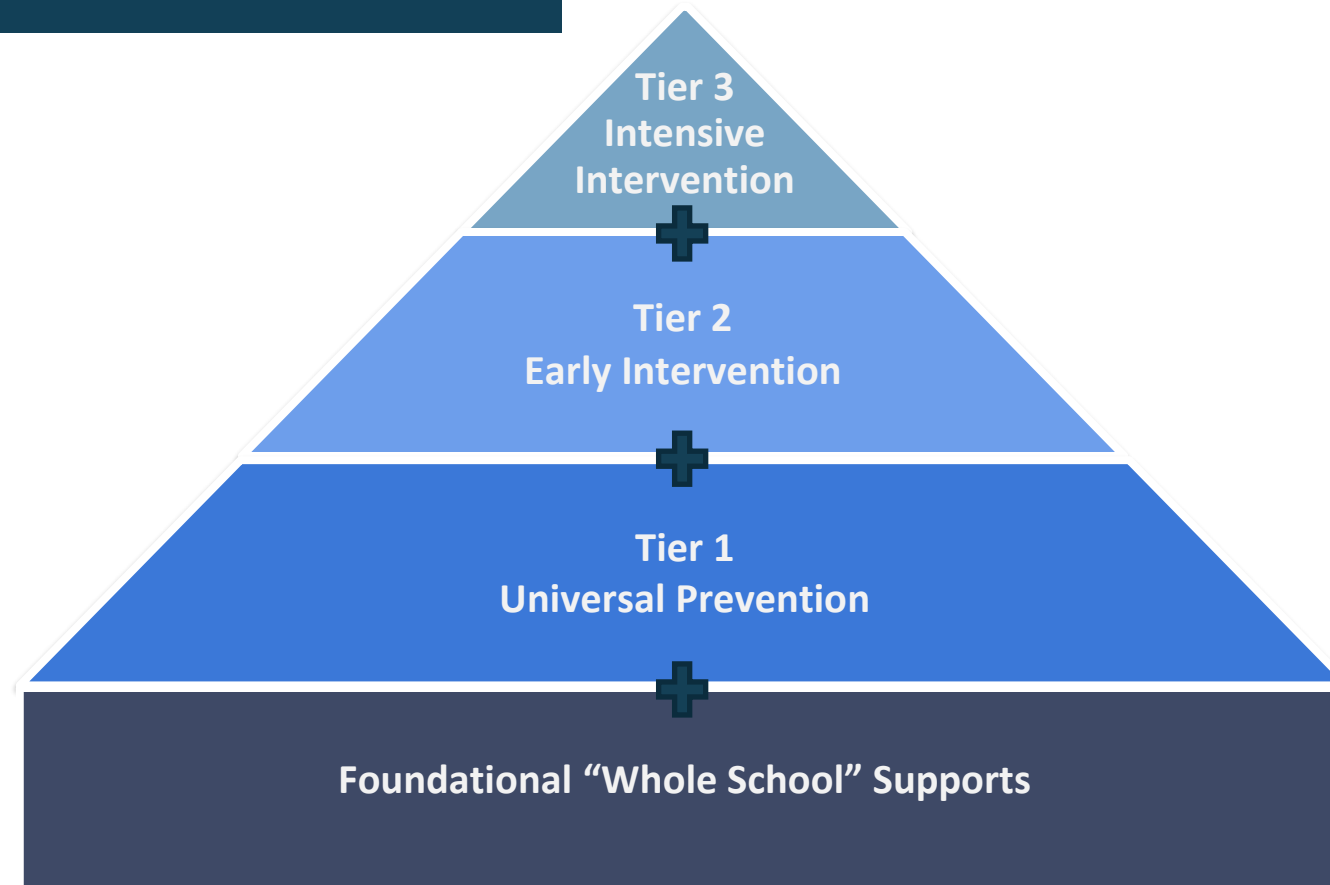 Tier 3
Intensive
Intervention
Tier 2
Early Intervention
Tier 1
Universal Prevention
Foundational “Whole School” Supports